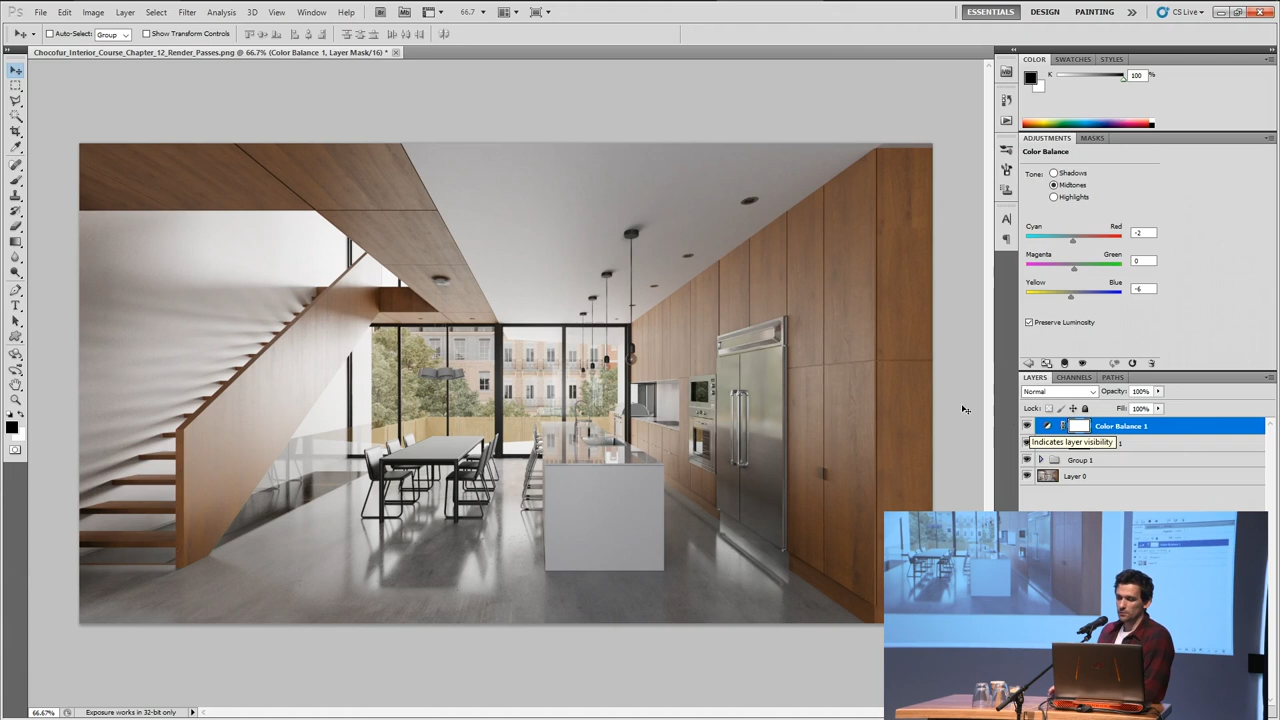 Ps File Edit Image Layer Select Filter Analysis 3D View Window Help Br Mb 66.7 ESSENTIALS DESIGN PAINTING CS Live
Auto-Select: Group Show Transform Controls
Chocofur_Interior_Course_Chapter_12_Render_Passes.png @ 66.7% (Color Balance 1, Layer Mask/16) *
COLOR SWATCHES STYLES
K 100 %
ADJUSTMENTS MASKS
Color Balance
Tone: Shadows
Midtones
Highlights
Cyan Red -2
Magenta Green 0
Yellow Blue -6
Preserve Luminosity
LAYERS CHANNELS PATHS
Normal Opacity: 100%
Lock: Fill: 100%
Color Balance 1
Indicates layer visibility 1
Group 1
Layer 0
66.67% Exposure works in 32-bit only